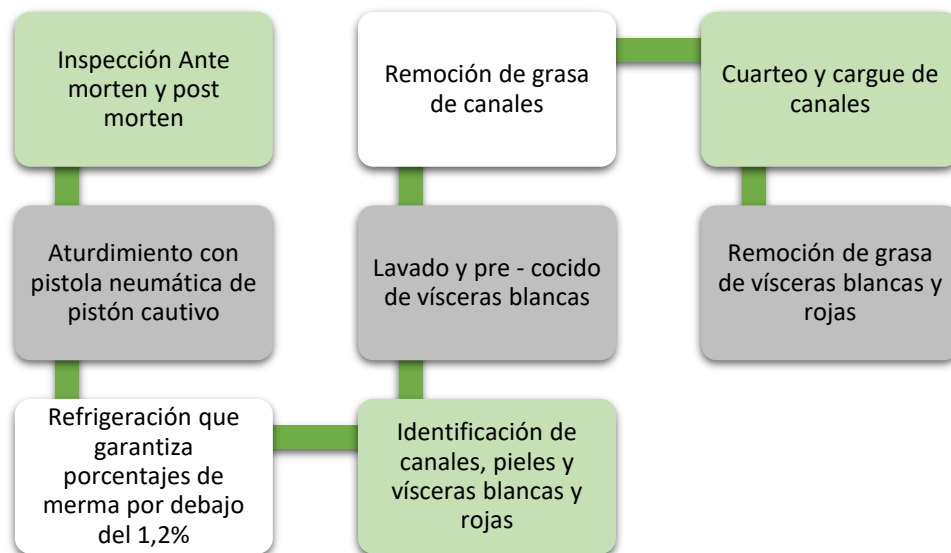 Inspección Ante
morten y post
morten
Aturdimiento con
pistola neumática de
pistón cautivo
Refrigeración que
garantiza
porcentajes de
merma por debajo
del 1,2%
Identificación de
canales, pieles y
vísceras blancas y
rojas
Lavado y pre - cocido
de vísceras blancas
Remoción de grasa
de canales
Cuarteo y cargue de
canales
Remoción de grasa
de vísceras blancas y
rojas